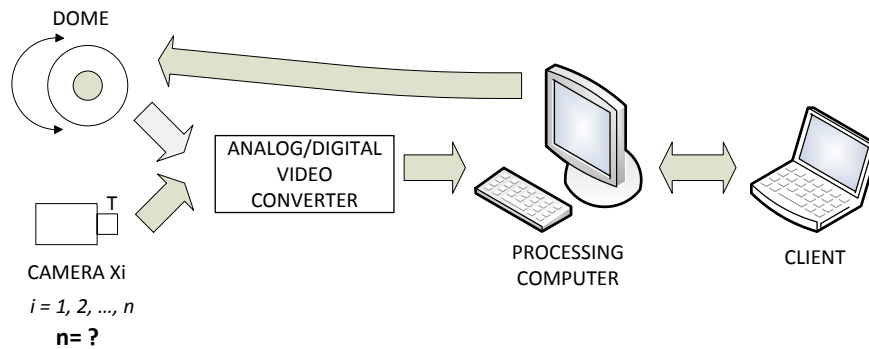 DOME
ANALOG/DIGITAL
VIDEO
CONVERTER
T
CAMERA Xi
i = 1, 2, ..., n
n= ?
PROCESSING
COMPUTER
CLIENT